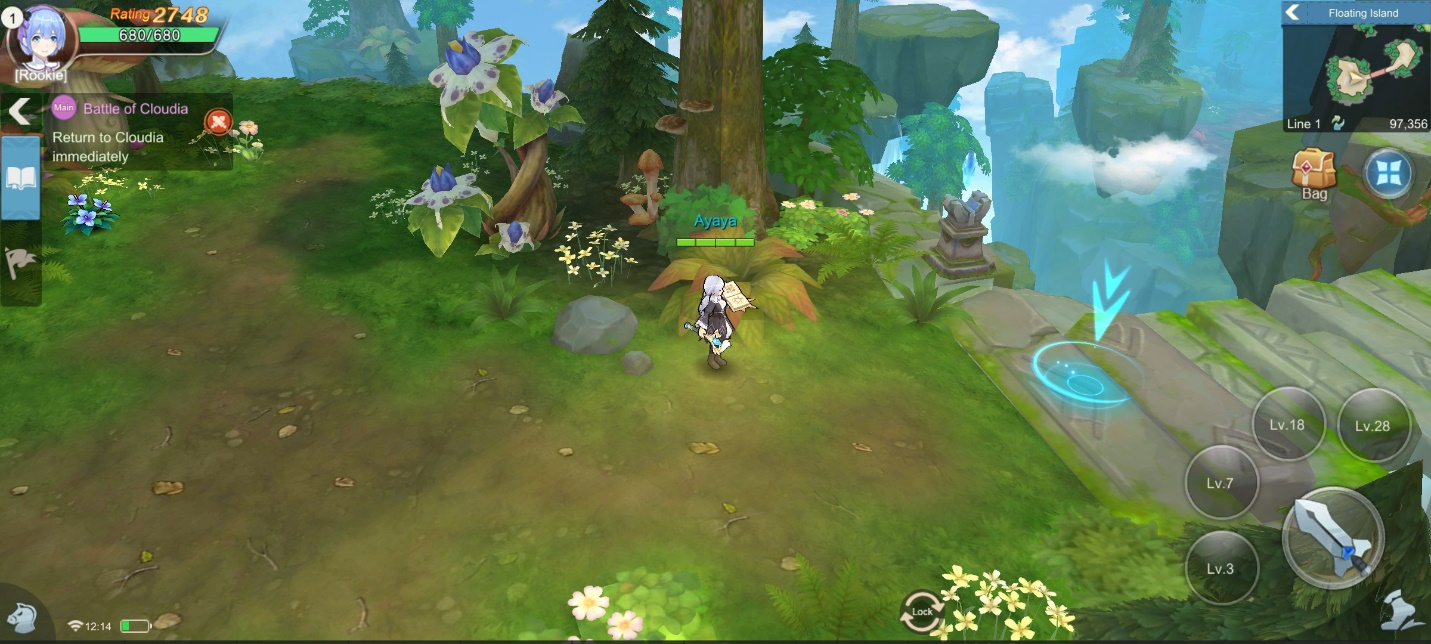 1
Rating 2748
680/680
[Rookie]
Main Battle of Cloudia
Return to Cloudia
immediately
Floating Island
Line 1 97,356
Bag
Ayaya
Lv.18
Lv.28
Lv.7
Lv.3
Lock
12:14